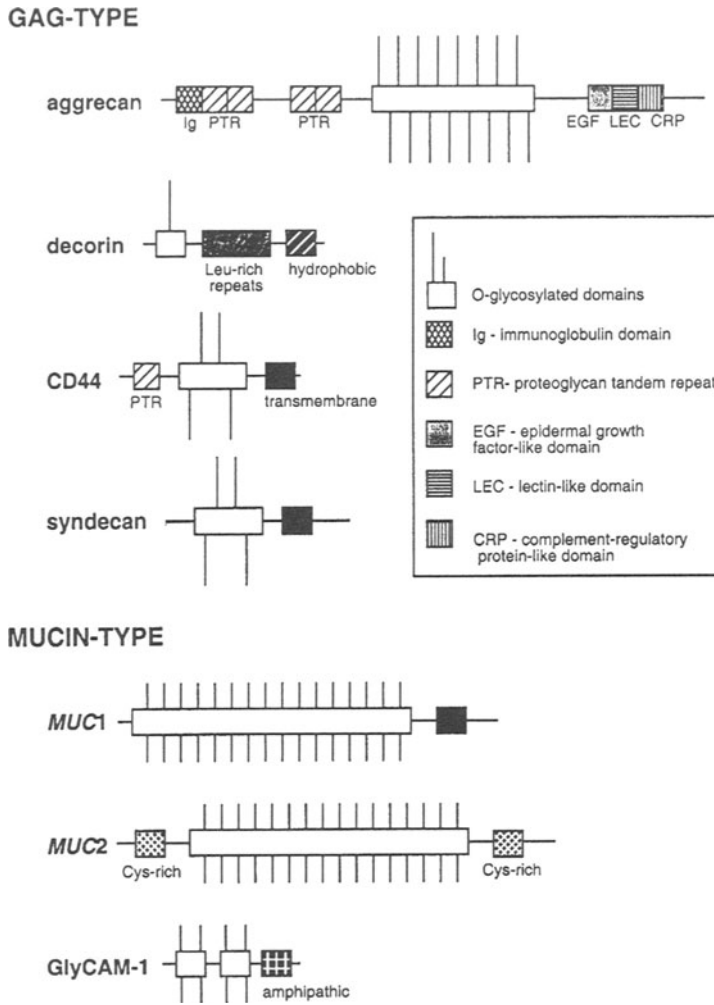 GAG-TYPE
aggrecan
Ig PTR PTR EGF LEC CRP
decorin
Leu-rich
repeats
hydrophobic
CD44
PTR
transmembrane
syndecan
O-glycosylated domains
Ig - immunoglobulin domain
PTR- proteoglycan tandem repeat
EGF - epidermal growth
factor-like domain
LEC - lectin-like domain
CRP - complement-regulatory
protein-like domain
MUCIN-TYPE
MUC1
MUC2
Cys-rich Cys-rich
GlyCAM-1
amphipathic